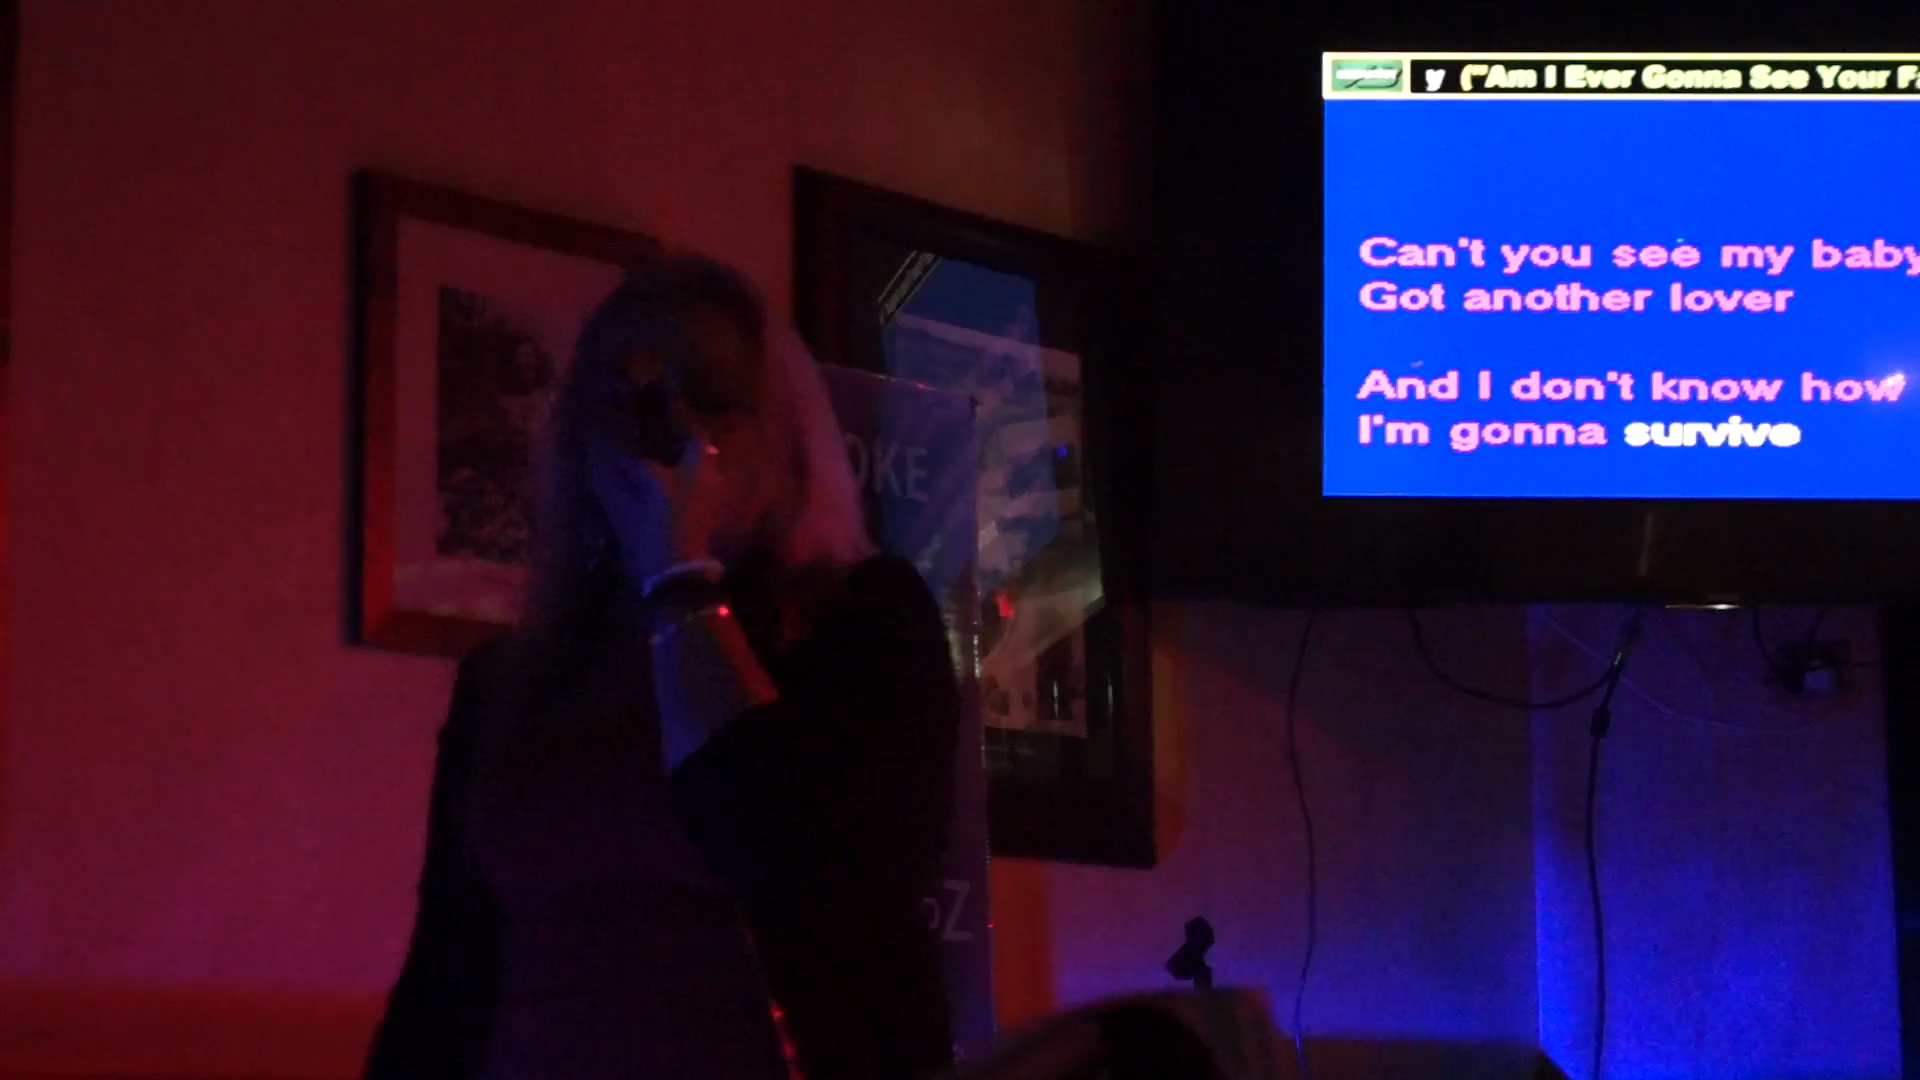 y ("Am I Ever Gonna See Your Fa
Can't you see my baby
Got another lover
And I don't know how
I'm gonna survive
OKE
Z